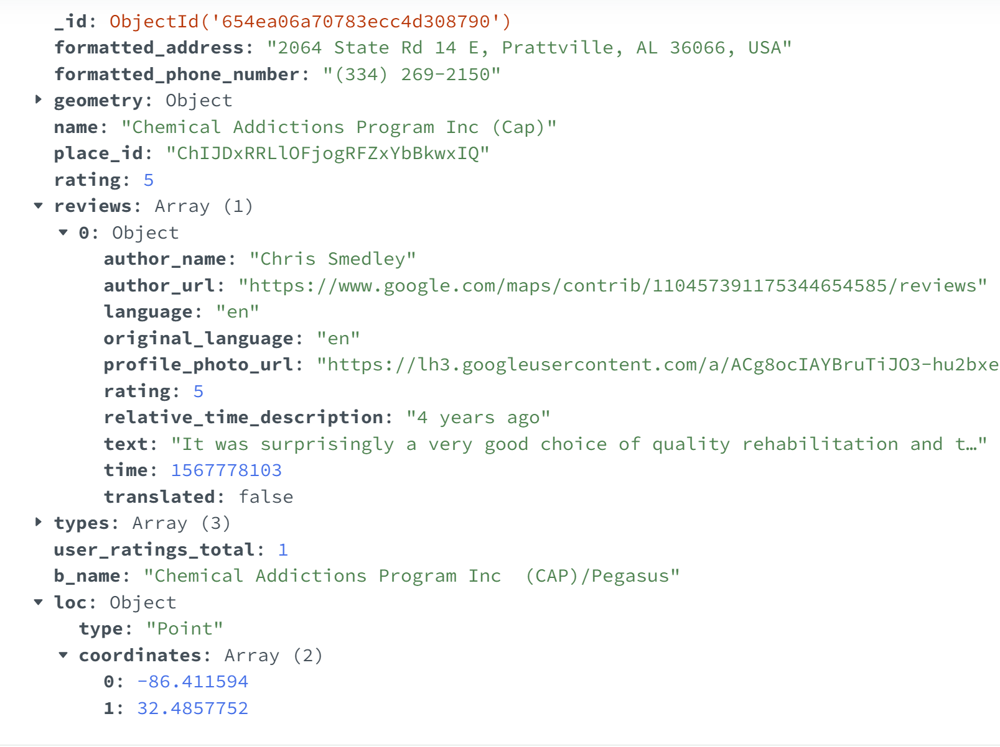 _id: ObjectId('654ea06a70783ecc4d308790')
formatted_address: "2064 State Rd 14 E, Prattville, AL 36066, USA"
formatted_phone_number: "(334) 269-2150"
geometry: Object
name: "Chemical Addictions Program Inc (Cap)"
place_id: "ChIJDxRRLlOFjogRFZxYbBkwxIQ"
rating: 5
reviews: Array (1)
0: Object
author_name: "Chris Smedley"
author_url: "https://www.google.com/maps/contrib/110457391175344654585/reviews"
language: "en"
original_language: "en"
profile_photo_url: "https://lh3.googleusercontent.com/a/ACg8ocIAYBruTiJO3-hu2bxe
rating: 5
relative_time_description: "4 years ago"
text: "It was surprisingly a very good choice of quality rehabilitation and t…"
time: 1567778103
translated: false
types: Array (3)
user_ratings_total: 1
b_name: "Chemical Addictions Program Inc  (CAP)/Pegasus"
loc: Object
type: "Point"
coordinates: Array (2)
0: -86.411594
1: 32.4857752